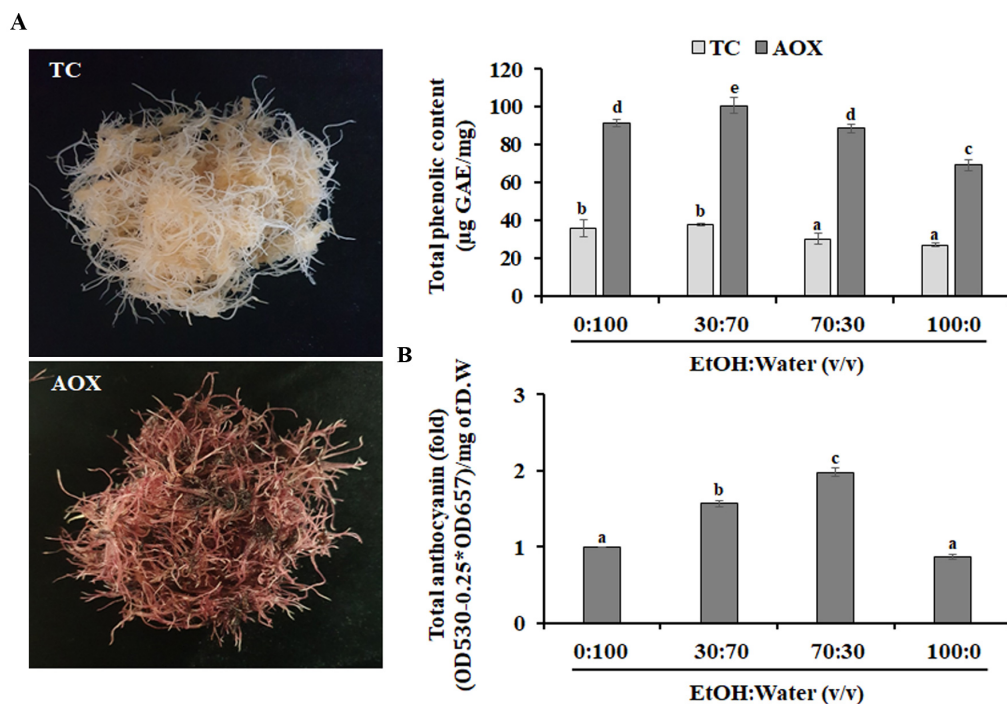 A
TC
AOX
TC AOX
Total phenolic content
(µg GAE/mg)
120
100
80
60
40
20
0
b
d
b
e
a
d
a
c
0:100 30:70 70:30 100:0
EtOH:Water (v/v)
B
Total anthocyanin (fold)
(OD530-0.25*OD657)/mg of D.W
3
2
1
0
a
b
c
a
0:100 30:70 70:30 100:0
EtOH:Water (v/v)